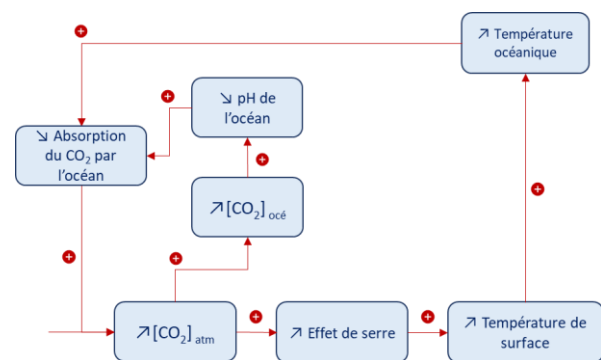 ↗ Température
océanique
↘ pH de
l'océan
↘ Absorption
du CO₂ par
l'océan
↗[CO₂] océ
↗[CO₂] atm
↗ Effet de serre
↗ Température de
surface
+
+
+
+
+
+
+
+